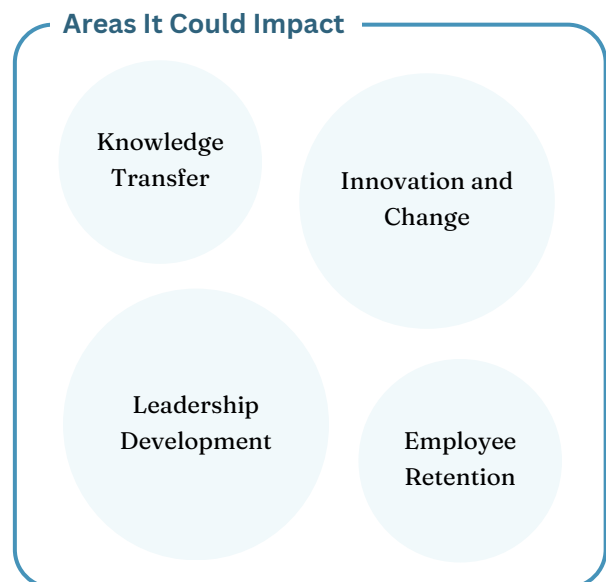 Areas It Could Impact
Knowledge
Transfer
Innovation and
Change
Leadership
Development
Employee
Retention